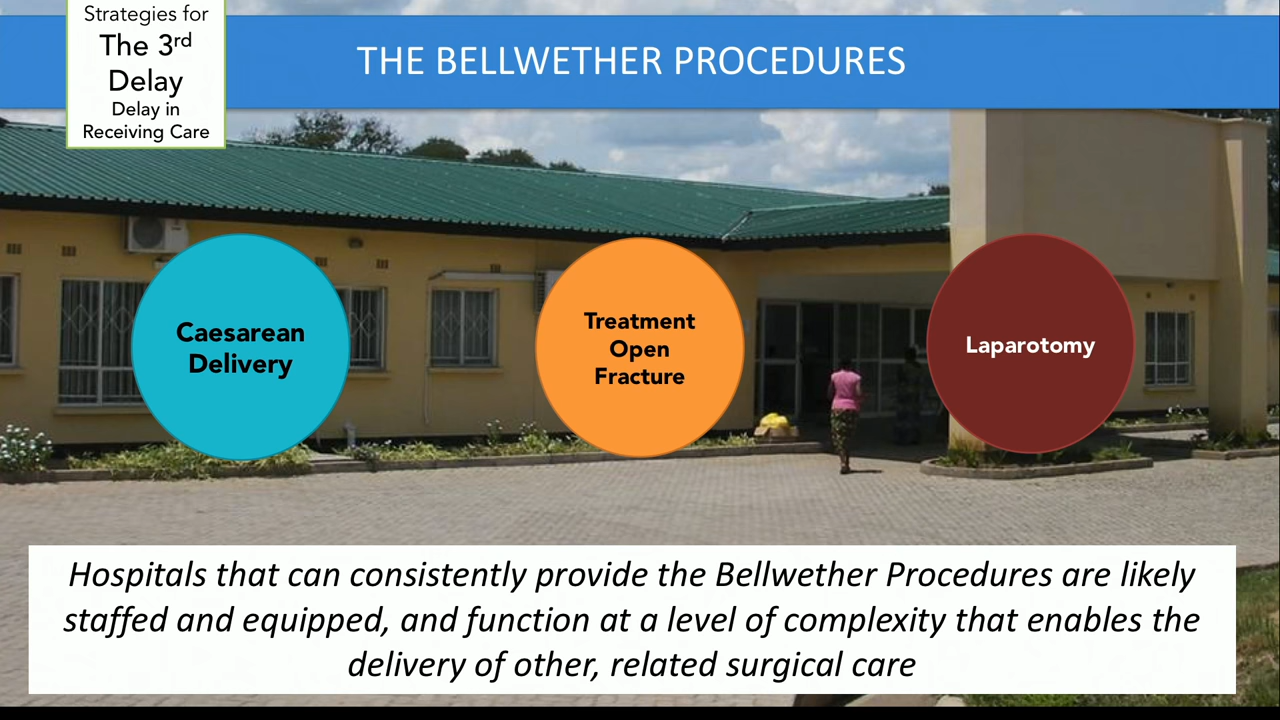 Strategies for
The 3rd
Delay
Delay in
Receiving Care
THE BELLWETHER PROCEDURES
Caesarean
Delivery
Treatment
Open
Fracture
Laparotomy
Hospitals that can consistently provide the Bellwether Procedures are likely
staffed and equipped, and function at a level of complexity that enables the
delivery of other, related surgical care